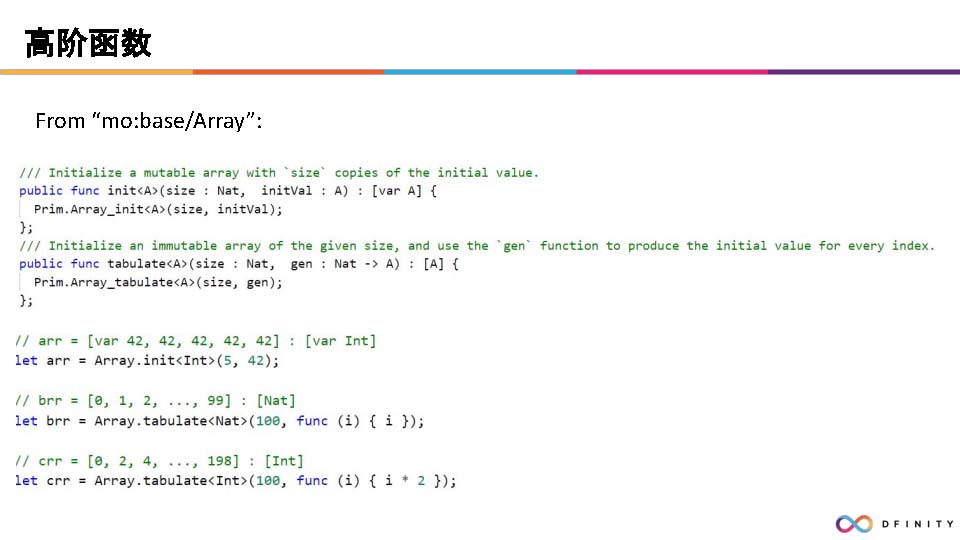 高阶函数
From “mo:base/Array”:
/// Initialize a mutable array with `size` copies of the initial value.
public func init<A>(size : Nat,  initVal : A) : [var A] {
  Prim.Array_init<A>(size, initVal);
};
/// Initialize an immutable array of the given size, and use the `gen` function to produce the initial value for every index.
public func tabulate<A>(size : Nat,  gen : Nat -> A) : [A] {
  Prim.Array_tabulate<A>(size, gen);
};
// arr = [var 42, 42, 42, 42, 42] : [var Int]
let arr = Array.init<Int>(5, 42);
// brr = [0, 1, 2, ..., 99] : [Nat]
let brr = Array.tabulate<Nat>(100, func (i) { i });
// crr = [0, 2, 4, ..., 198] : [Int]
let crr = Array.tabulate<Int>(100, func (i) { i * 2 });
DFINITY